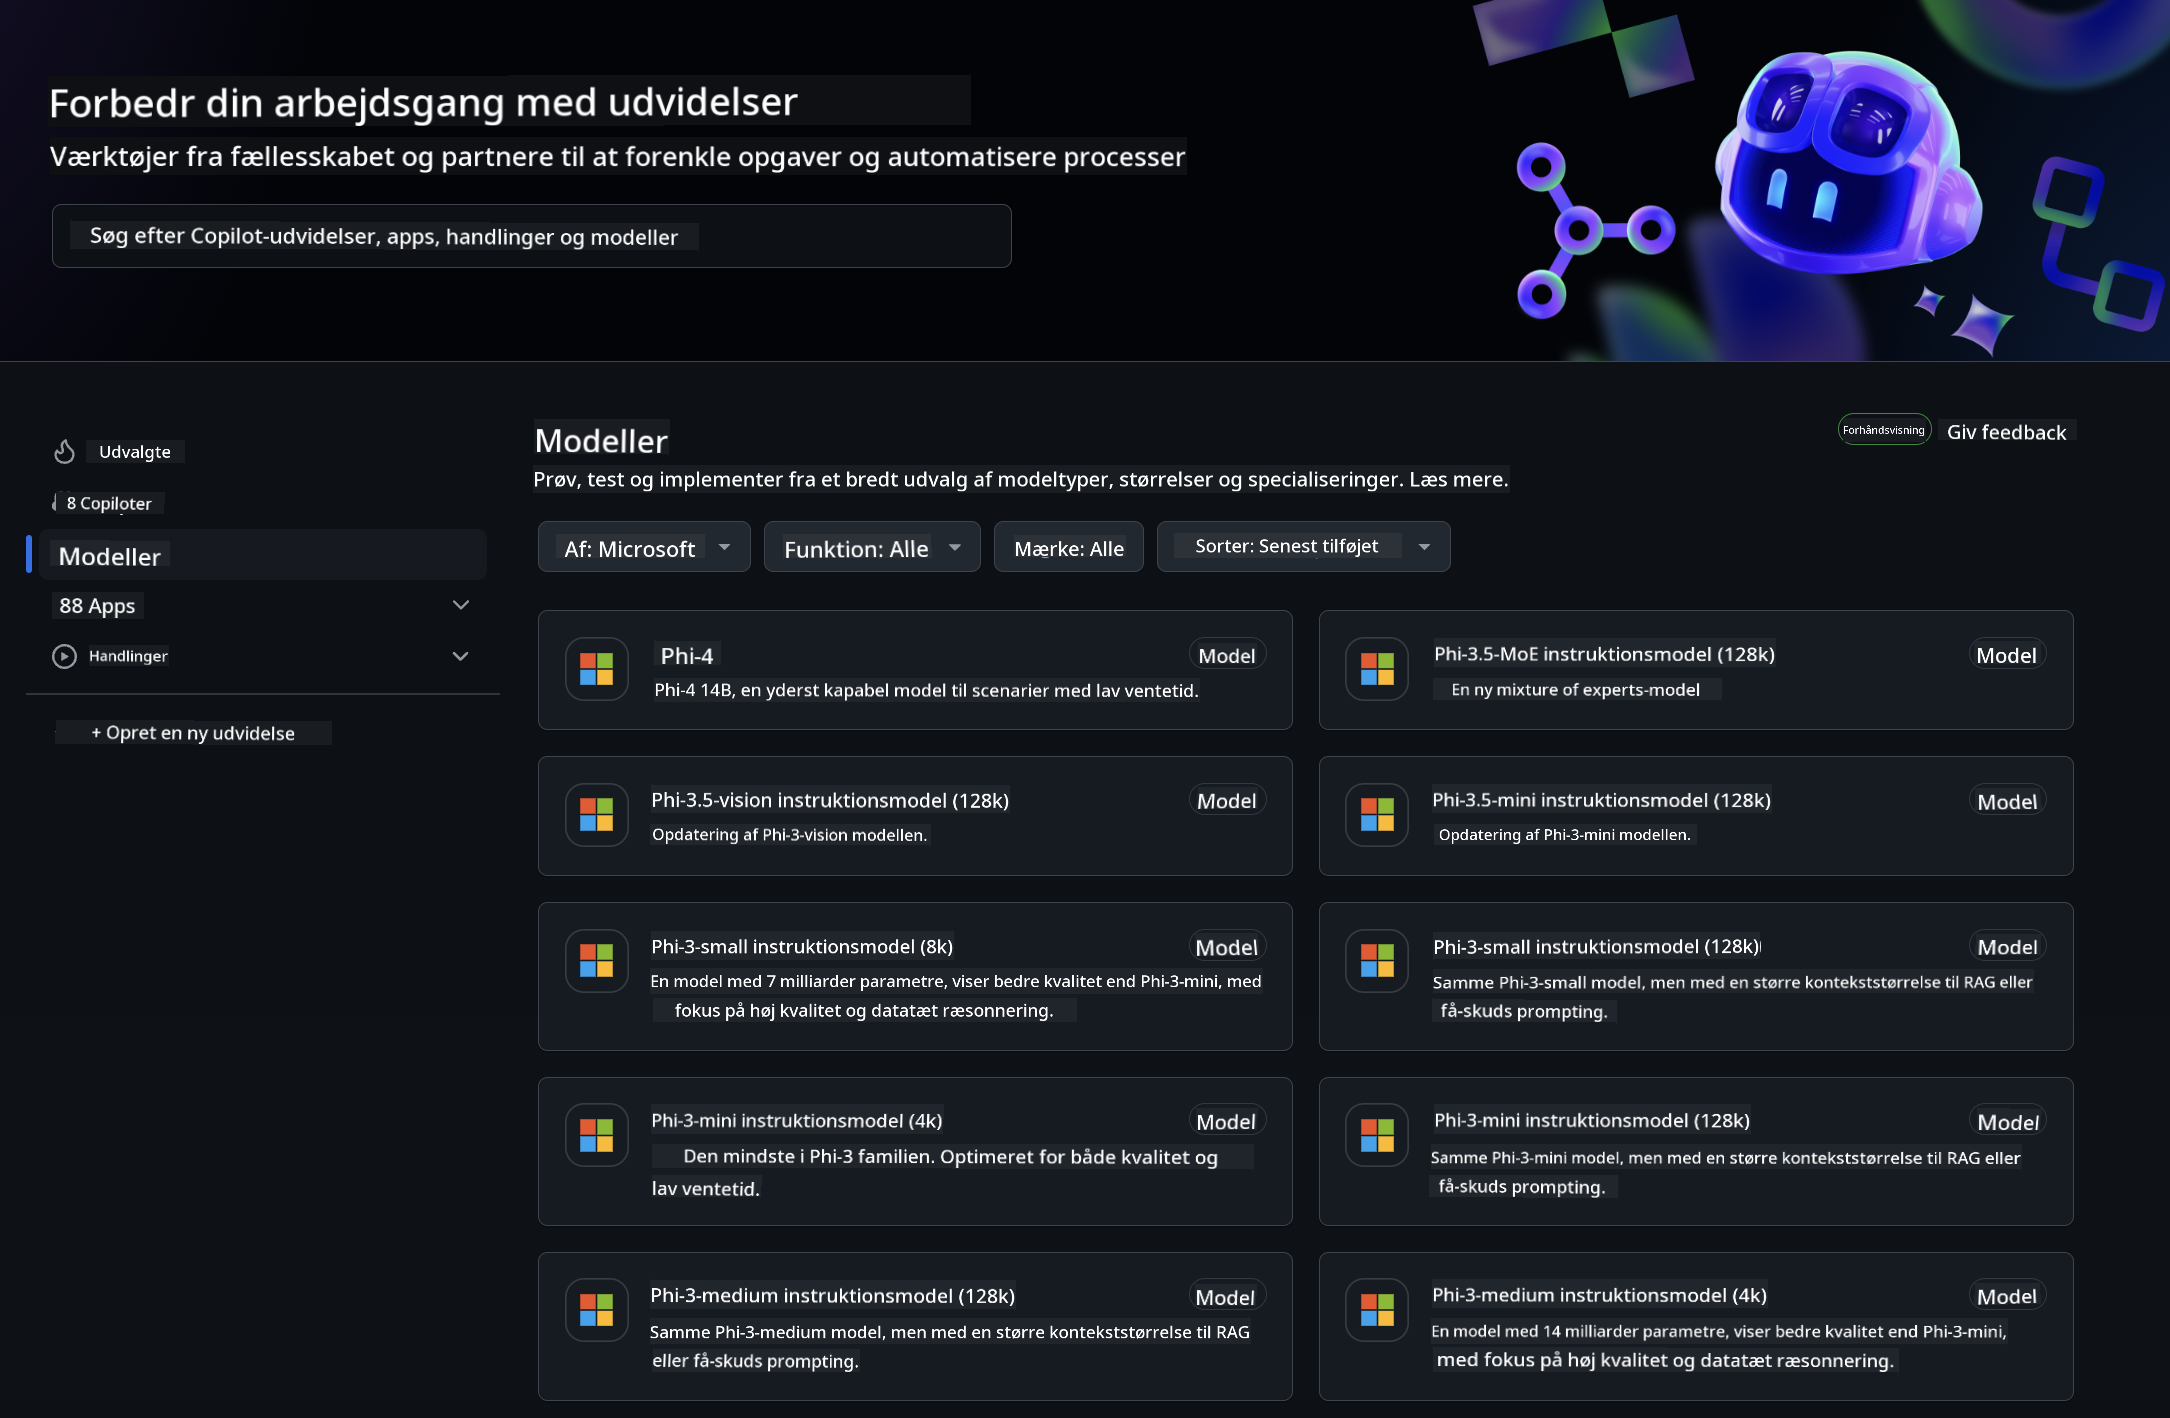 Forbedr din arbejdsgang med udvidelser
Værktøjer fra fællesskabet og partnere til at forenkle opgaver og automatisere processer
Søg efter Copilot-udvidelser, apps, handlinger og modeller
Udvalgte
8 Copiloter
Modeller
88 Apps
Handlinger
+ Opret en ny udvidelse
Modeller
Forhåndsvisning
Giv feedback
Prøv, test og implementer fra et bredt udvalg af modeltyper, størrelser og specialiseringer. Læs mere.
Af: Microsoft
Funktion: Alle
Mærke: Alle
Sorter: Senest tilføjet
Phi-4
Model
Phi-4 14B, en yderst kapabel model til scenarier med lav ventetid.
Phi-3.5-MoE instruktionsmodel (128k)
Model
En ny mixture of experts-model
Phi-3.5-vision instruktionsmodel (128k)
Model
Opdatering af Phi-3-vision modellen.
Phi-3.5-mini instruktionsmodel (128k)
Model
Opdatering af Phi-3-mini modellen.
Phi-3-small instruktionsmodel (8k)
Model
En model med 7 milliarder parametre, viser bedre kvalitet end Phi-3-mini, med
fokus på høj kvalitet og datatæt ræsonnering.
Phi-3-small instruktionsmodel (128k)
Model
Samme Phi-3-small model, men med en større kontekststørrelse til RAG eller
få-skuds prompting.
Phi-3-mini instruktionsmodel (4k)
Model
Den mindste i Phi-3 familien. Optimeret for både kvalitet og
lav ventetid.
Phi-3-mini instruktionsmodel (128k)
Model
Samme Phi-3-mini model, men med en større kontekststørrelse til RAG eller
få-skuds prompting.
Phi-3-medium instruktionsmodel (128k)
Model
Samme Phi-3-medium model, men med en større kontekststørrelse til RAG
eller få-skuds prompting.
Phi-3-medium instruktionsmodel (4k)
Model
En model med 14 milliarder parametre, viser bedre kvalitet end Phi-3-mini,
med fokus på høj kvalitet og datatæt ræsonnering.